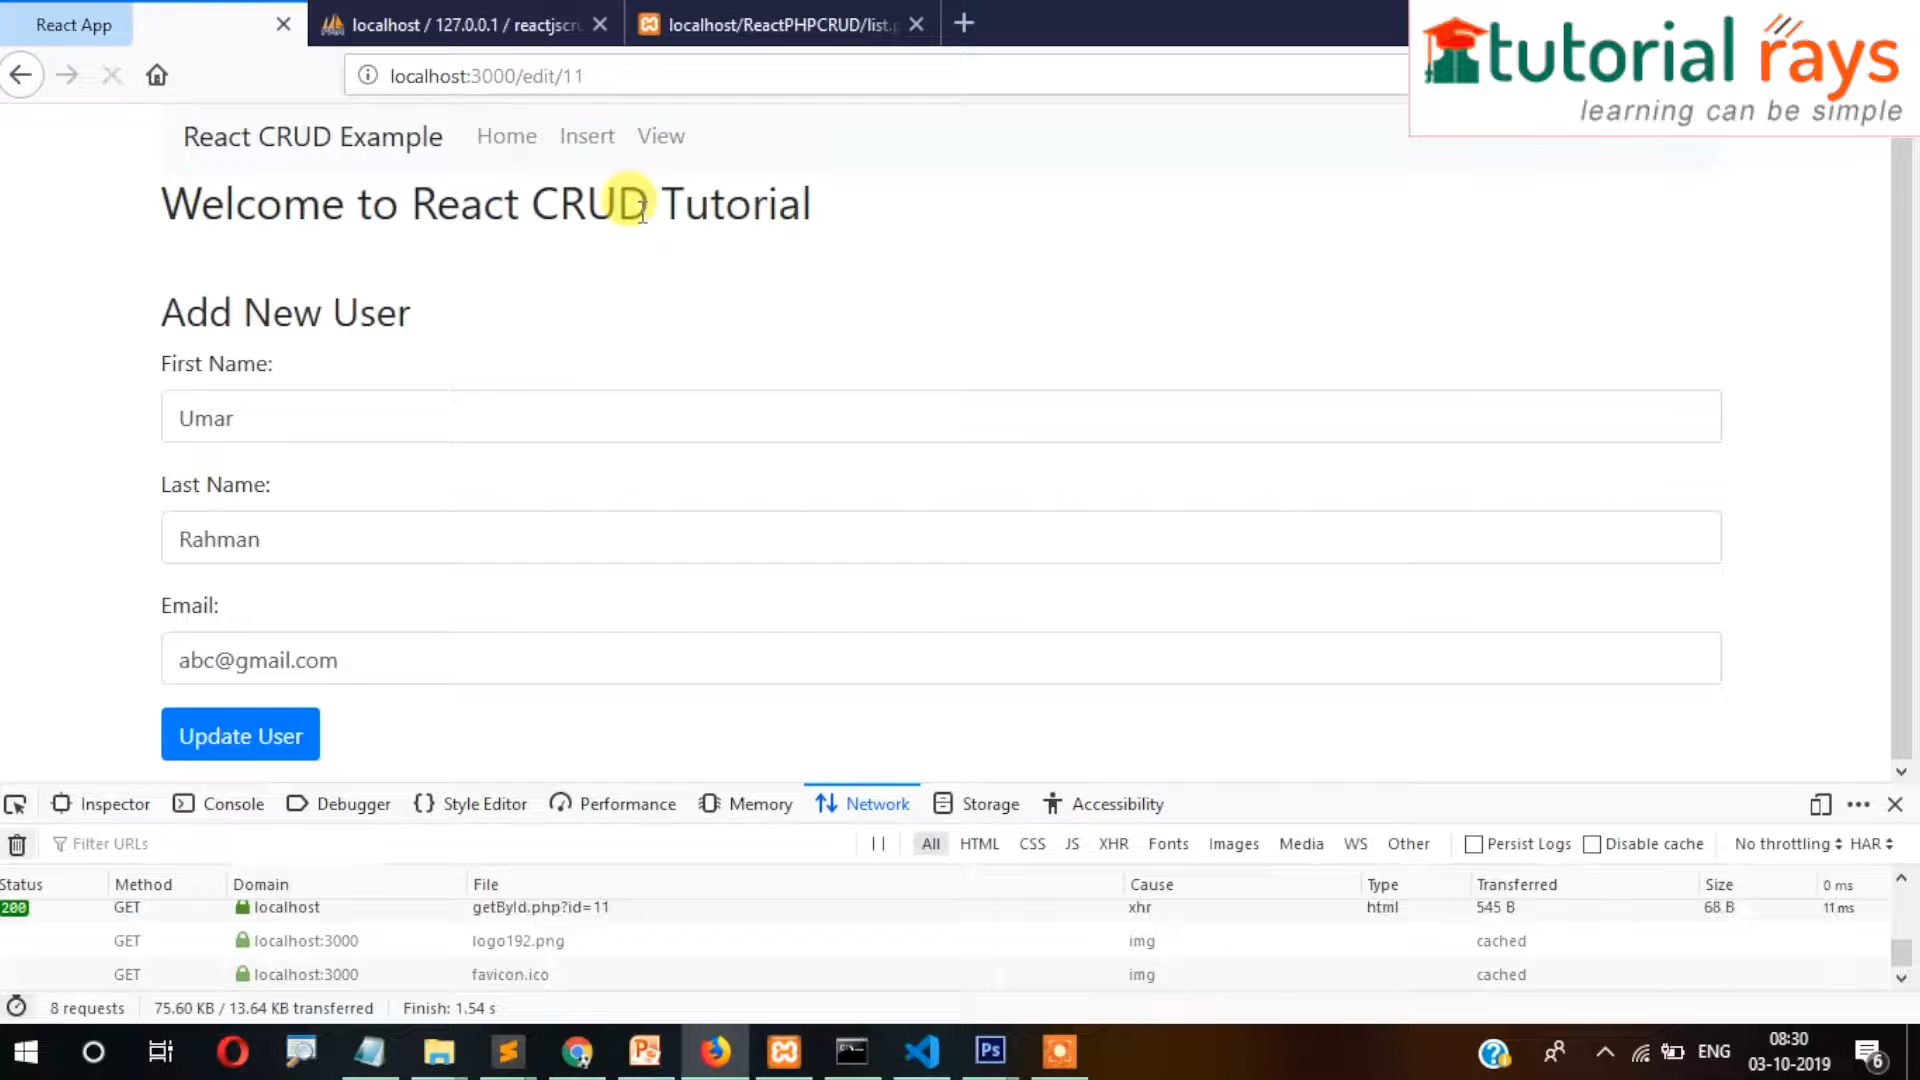 React App
localhost / 127.0.0.1 / reactjscru
localhost/ReactPHPCRUD/list.p
localhost:3000/edit/11
tutorial rays
learning can be simple
React CRUD Example Home Insert View
Welcome to React CRUD Tutorial
Add New User
First Name:
Umar
Last Name:
Rahman
Email:
abc@gmail.com
Update User
Inspector Console Debugger Style Editor Performance Memory Network Storage Accessibility
Filter URLs All HTML CSS JS XHR Fonts Images Media WS Other Persist Logs Disable cache No throttling HAR
Status Method Domain File Cause Type Transferred Size 0 ms
200 GET localhost getById.php?id=11 xhr html 545 B 68 B 11 ms
GET localhost:3000 logo192.png img cached
GET localhost:3000 favicon.ico img cached
8 requests 75.60 KB / 13.64 KB transferred Finish: 1.54 s
Ps
ENG
08:30
03-10-2019
6